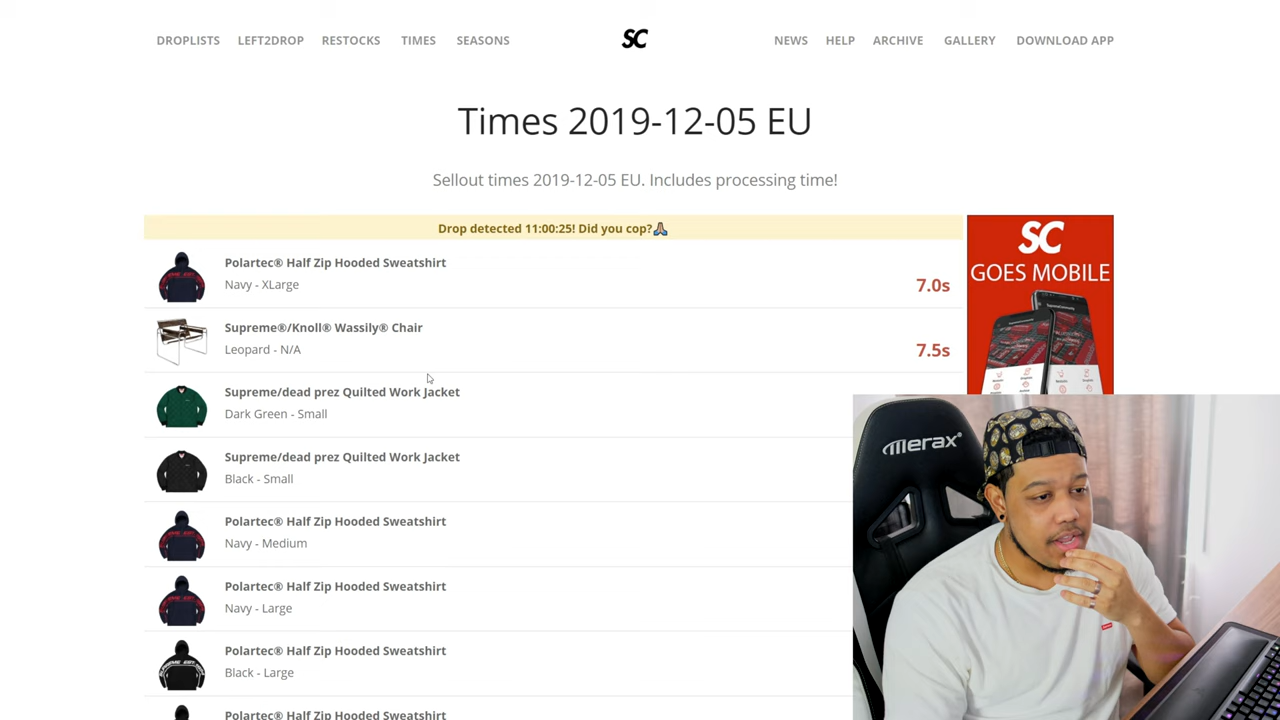 DROPLISTS LEFT2DROP RESTOCKS TIMES SEASONS SC NEWS HELP ARCHIVE GALLERY DOWNLOAD APP
Times 2019-12-05 EU
Sellout times 2019-12-05 EU. Includes processing time!
Drop detected 11:00:25! Did you cop?🙏
Polartec® Half Zip Hooded Sweatshirt
Navy - XLarge
7.0s
Supreme®/Knoll® Wassily® Chair
Leopard - N/A
7.5s
Supreme/dead prez Quilted Work Jacket
Dark Green - Small
Supreme/dead prez Quilted Work Jacket
Black - Small
Polartec® Half Zip Hooded Sweatshirt
Navy - Medium
Polartec® Half Zip Hooded Sweatshirt
Navy - Large
Polartec® Half Zip Hooded Sweatshirt
Black - Large
Polartec® Half Zip Hooded Sweatshirt
SC
GOES MOBILE
merax